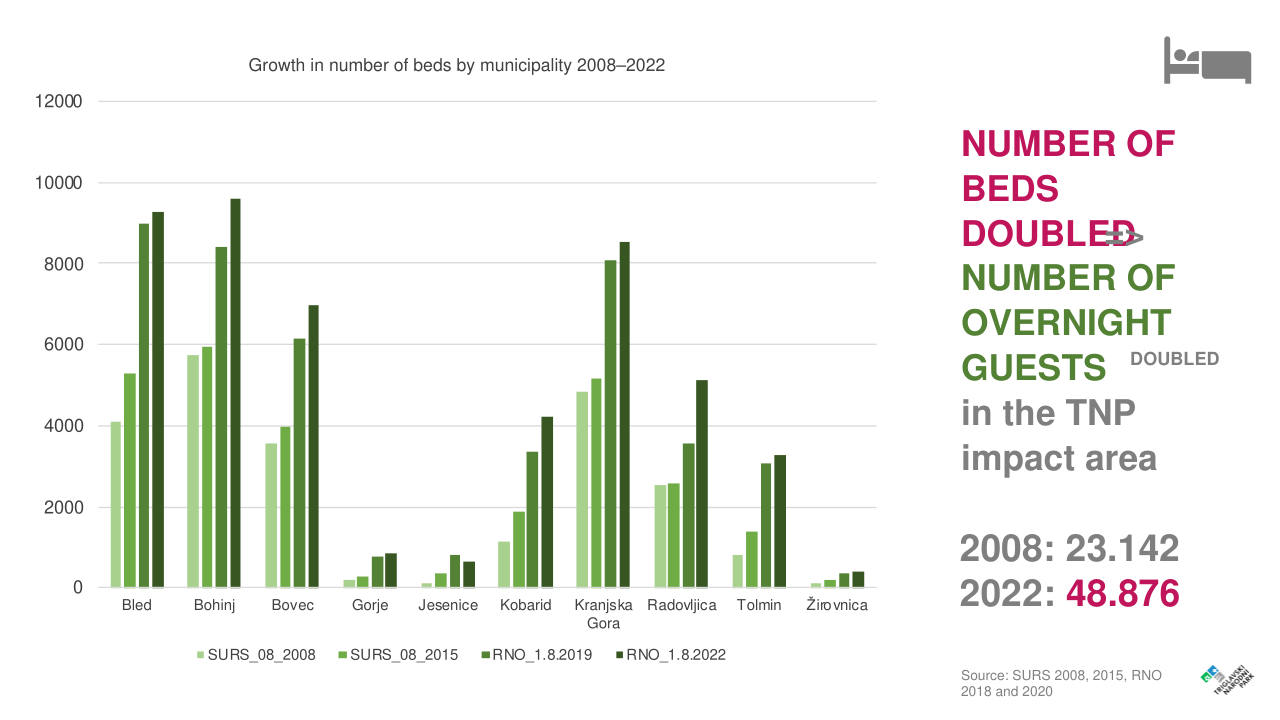 Growth in number of beds by municipality 2008–2022
12000
10000
8000
6000
4000
2000
0
Bled Bohinj Bovec Gorje Jesenice Kobarid Kranjska Radovljica Tolmin Žirovnica
Gora
SURS_08_2008 SURS_08_2015 RNO_1.8.2019 RNO_1.8.2022
NUMBER OF
BEDS
DOUBLED =>
NUMBER OF
OVERNIGHT
GUESTS DOUBLED
in the TNP
impact area
2008: 23.142
2022: 48.876
Source: SURS 2008, 2015, RNO
2018 and 2020
TRIGLAVSKI
NARODNI
PARK